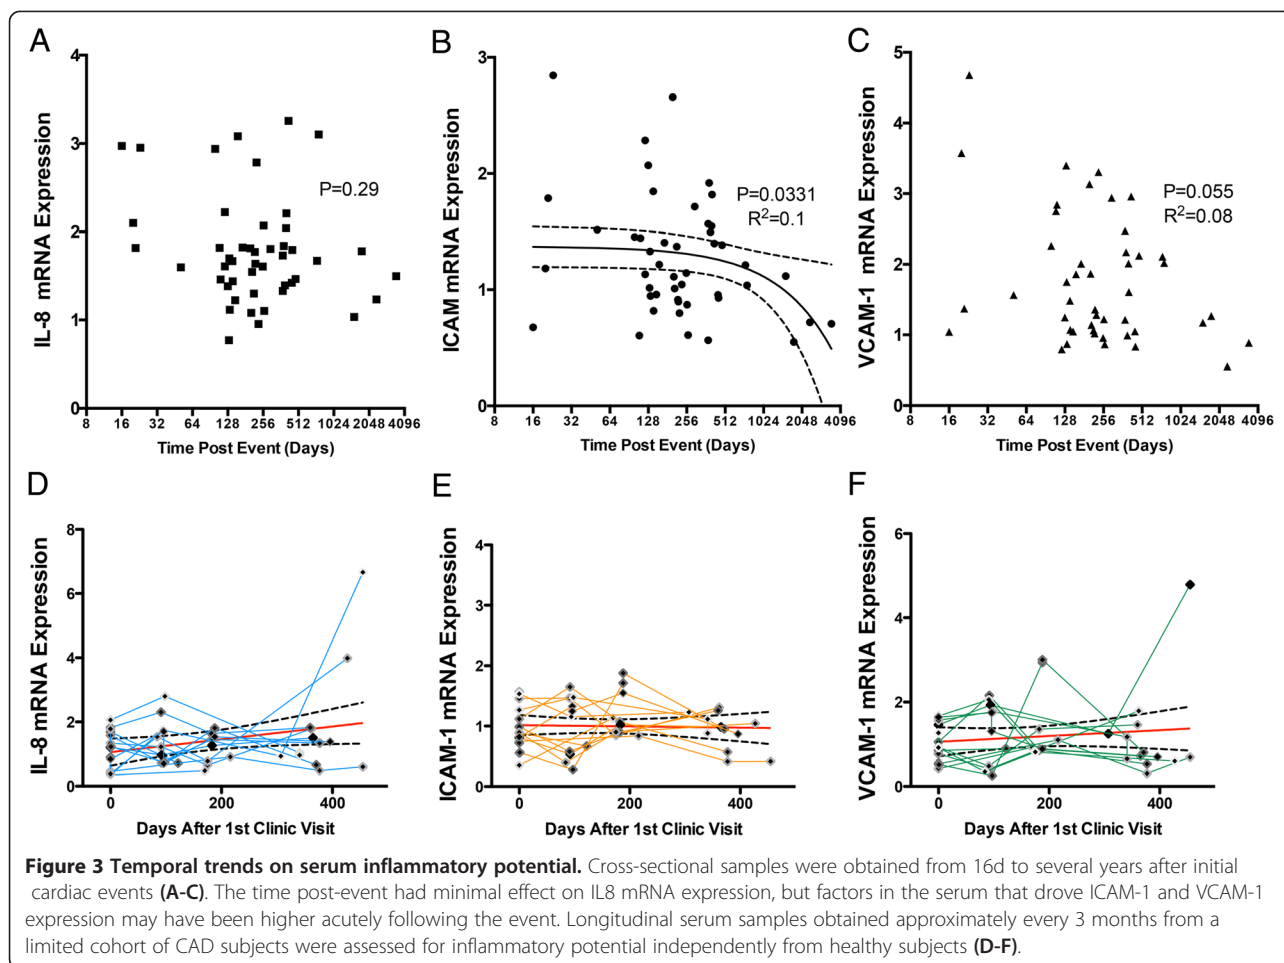 A
IL-8 mRNA Expression
4
3
2
1
0
P=0.29
8 16 32 64 128 256 512 1024 2048 4096
Time Post Event (Days)
B
ICAM mRNA Expression
3
2
1
0
P=0.0331
R²=0.1
8 16 32 64 128 256 512 1024 2048 4096
Time Post Event (Days)
C
VCAM-1 mRNA Expression
5
4
3
2
1
0
P=0.055
R²=0.08
8 16 32 64 128 256 512 1024 2048 4096
Time Post Event (Days)
D
IL-8 mRNA Expression
8
6
4
2
0
0 200 400
Days After 1st Clinic Visit
E
ICAM-1 mRNA Expression
4
3
2
1
0
0 200 400
Days After 1st Clinic Visit
F
VCAM-1 mRNA Expression
6
4
2
0
0 200 400
Days After 1st Clinic Visit
Figure 3 Temporal trends on serum inflammatory potential. Cross-sectional samples were obtained from 16d to several years after initial
cardiac events (A-C). The time post-event had minimal effect on IL8 mRNA expression, but factors in the serum that drove ICAM-1 and VCAM-1
expression may have been higher acutely following the event. Longitudinal serum samples obtained approximately every 3 months from a
limited cohort of CAD subjects were assessed for inflammatory potential independently from healthy subjects (D-F).